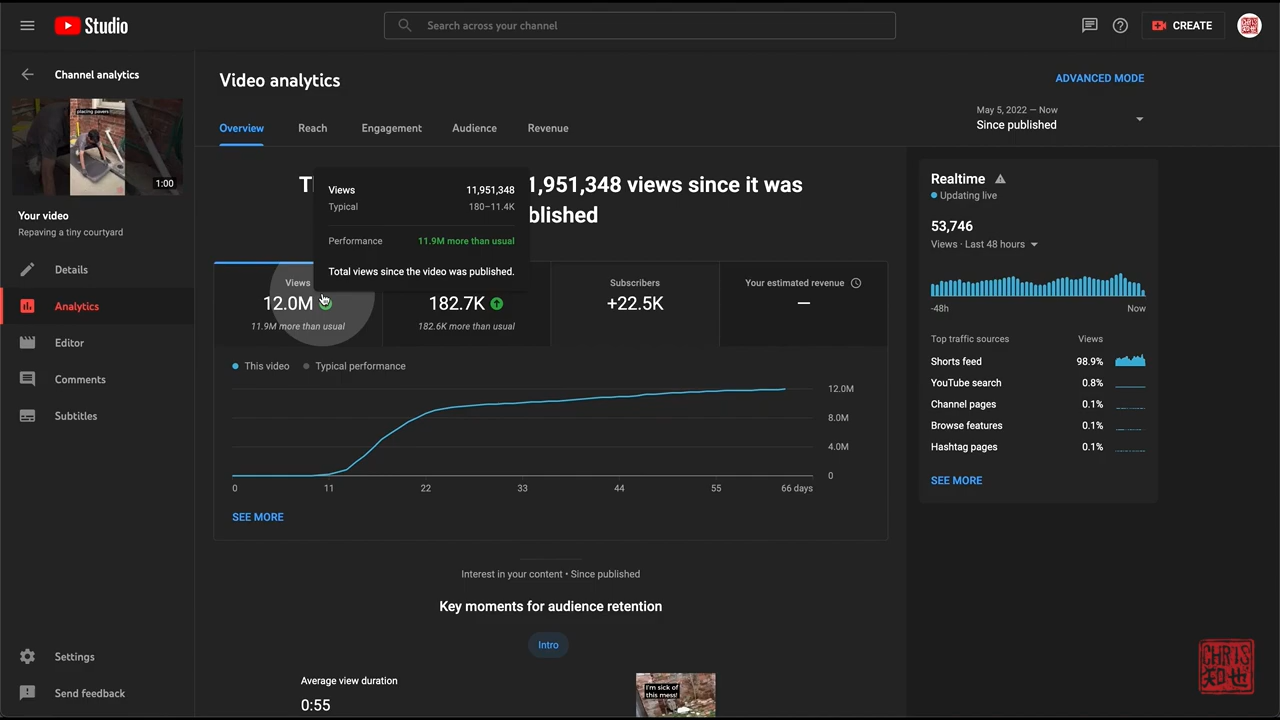 Studio
Search across your channel
CREATE
Channel analytics
placing pavers
1:00
Your video
Repaving a tiny courtyard
Details
Analytics
Editor
Comments
Subtitles
Settings
Send feedback
Video analytics
ADVANCED MODE
May 5, 2022 — Now
Since published
Overview
Reach
Engagement
Audience
Revenue
1,951,348 views since it was
blished
Views 11,951,348
Typical 180–11.4K
Performance 11.9M more than usual
Total views since the video was published.
Views
12.0M
11.9M more than usual
182.7K
182.6K more than usual
Subscribers
+22.5K
Your estimated revenue
—
This video
Typical performance
12.0M
8.0M
4.0M
0
0 11 22 33 44 55 66 days
SEE MORE
Interest in your content • Since published
Key moments for audience retention
Intro
Average view duration
0:55
I'm sick of
this mess!
Realtime
Updating live
53,746
Views · Last 48 hours
-48h Now
Top traffic sources Views
Shorts feed 98.9%
YouTube search 0.8%
Channel pages 0.1%
Browse features 0.1%
Hashtag pages 0.1%
SEE MORE
CHRIS
知也